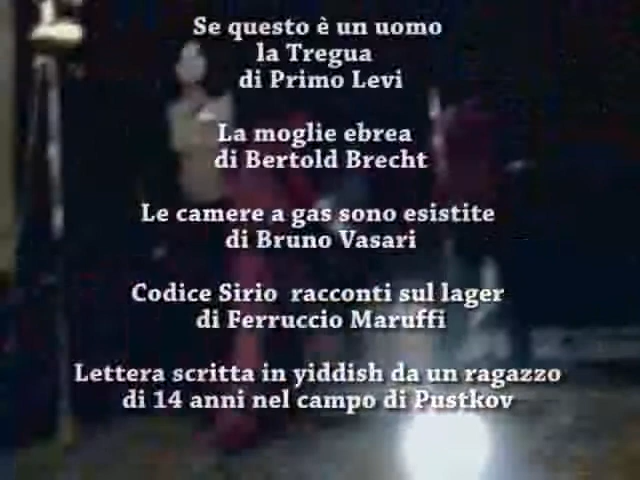 Se questo è un uomo
la Tregua
di Primo Levi
La moglie ebrea
di Bertold Brecht
Le camere a gas sono esistite
di Bruno Vasari
Codice Sirio racconti sul lager
di Ferruccio Maruffi
Lettera scritta in yiddish da un ragazzo
di 14 anni nel campo di Pustkov